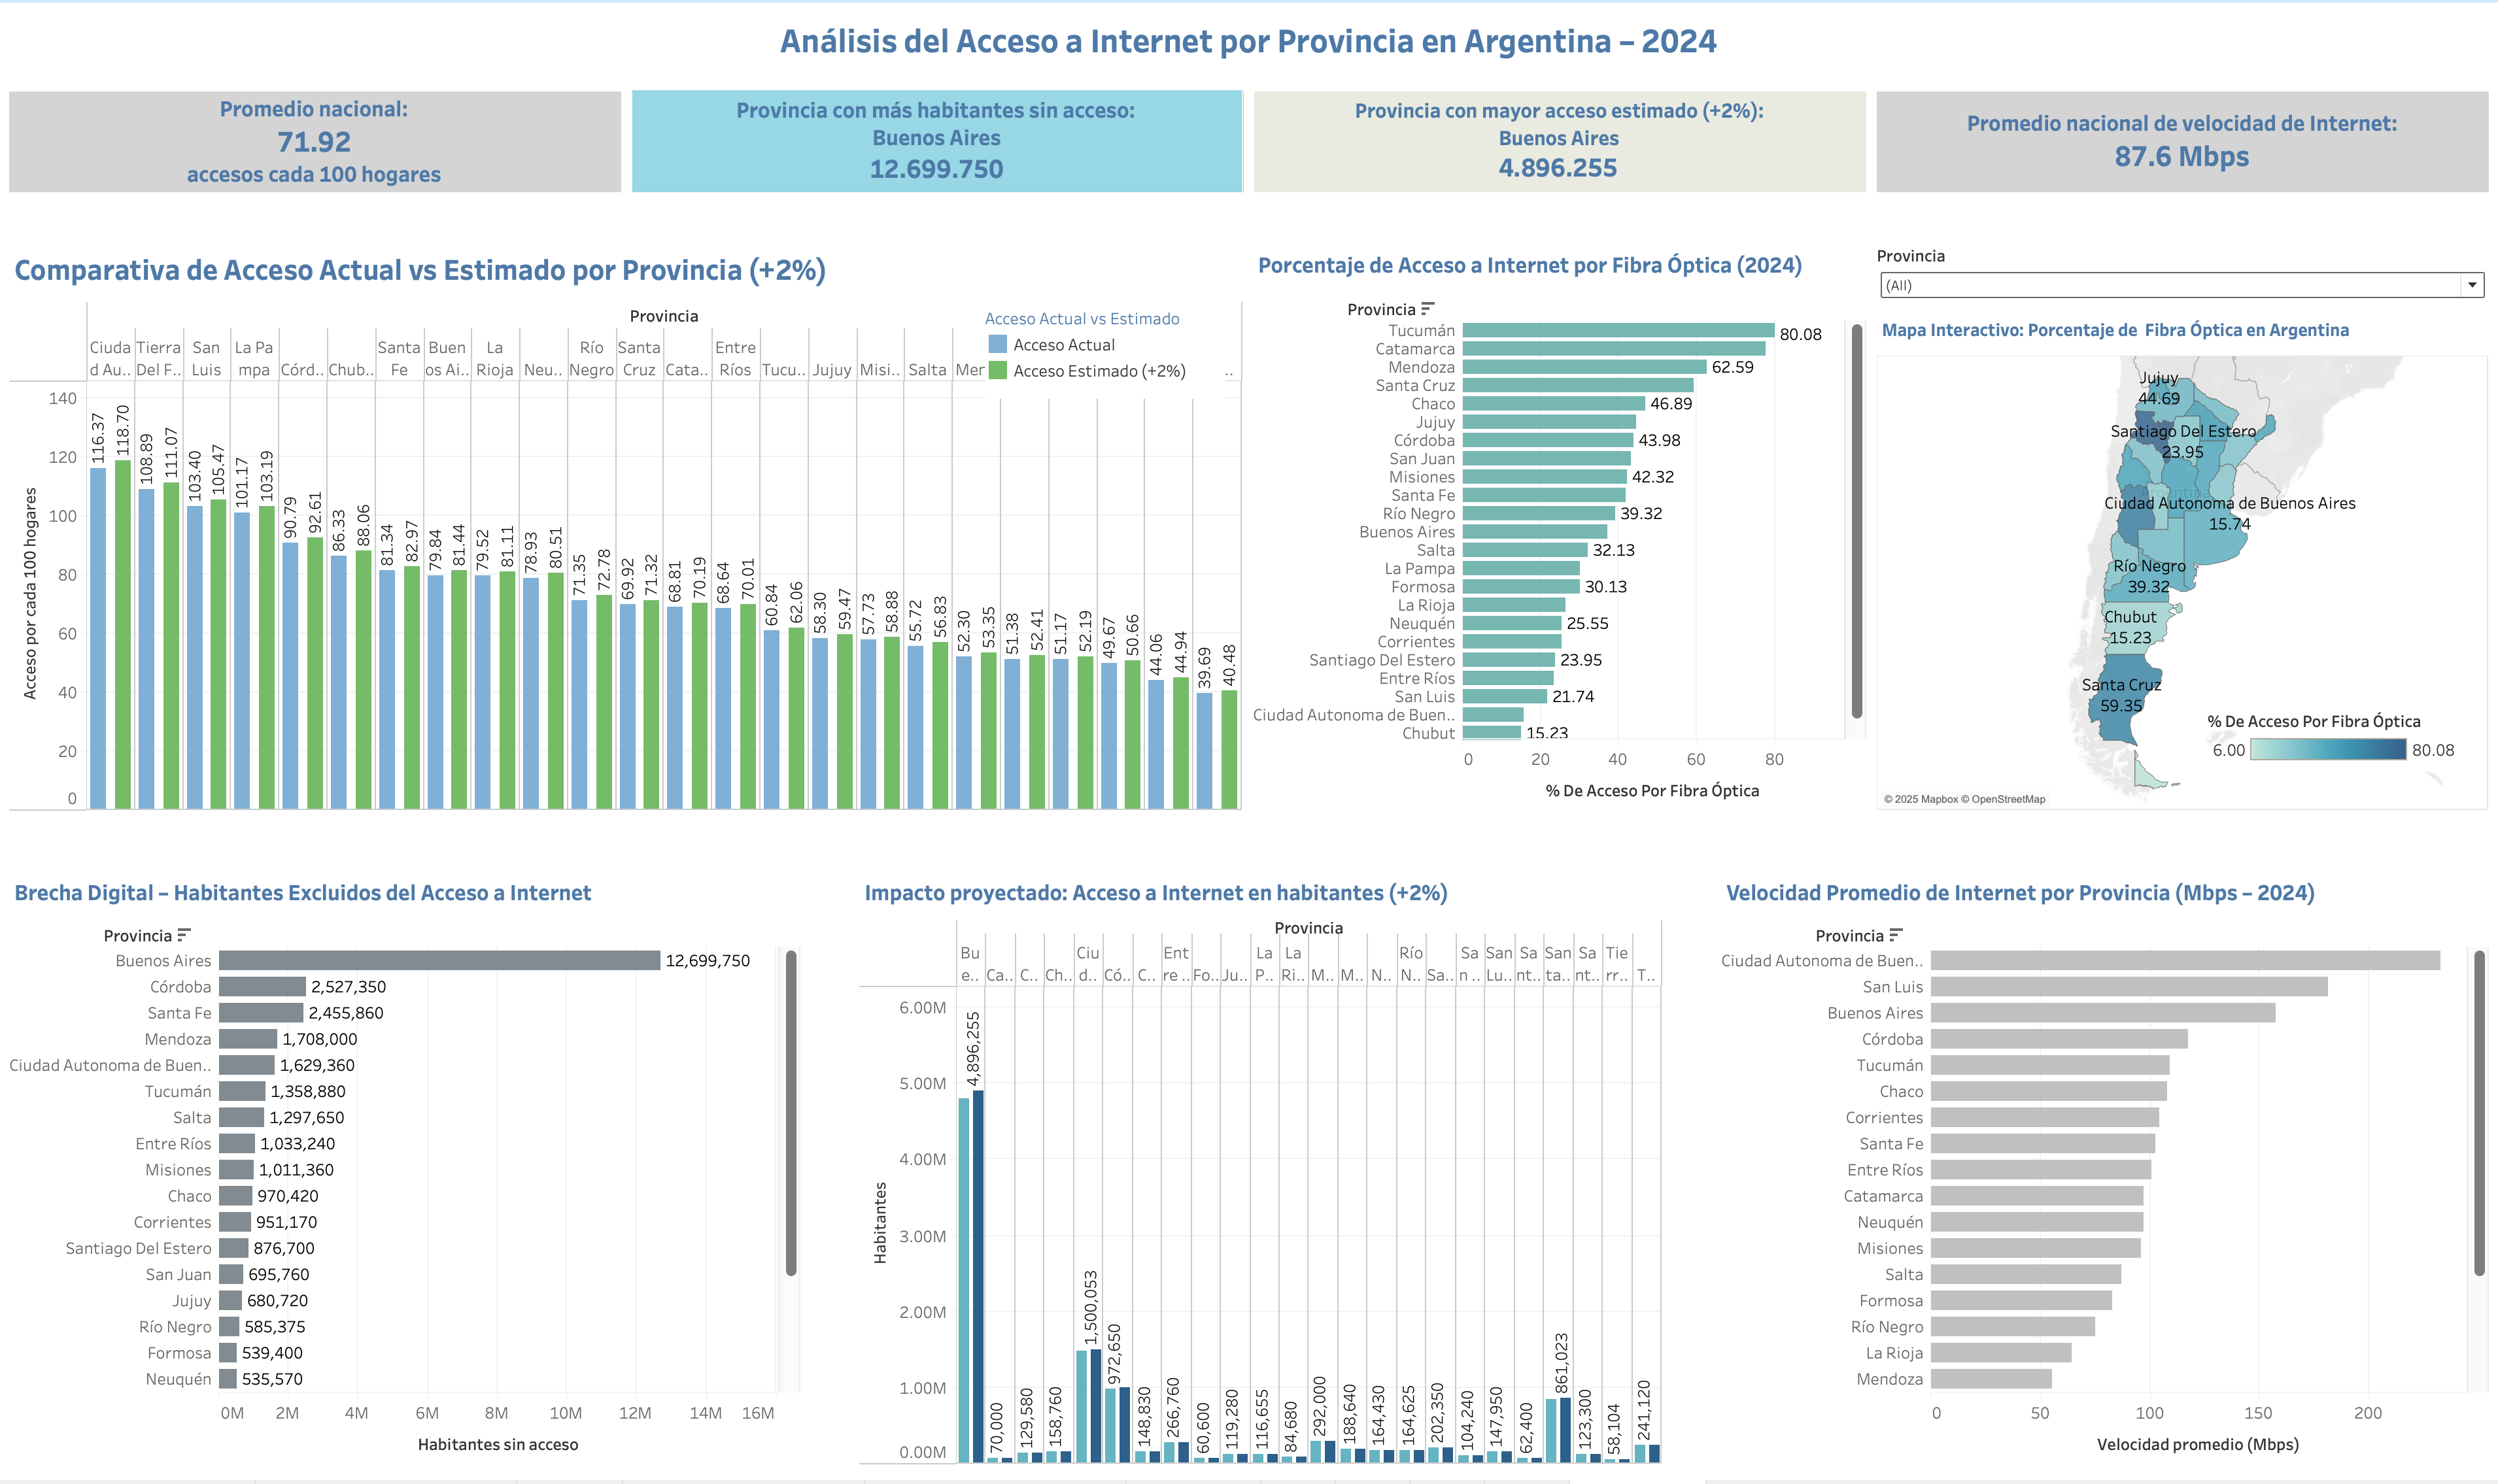 Análisis del Acceso a Internet por Provincia en Argentina – 2024
Promedio nacional:
71.92
accesos cada 100 hogares
Provincia con más habitantes sin acceso:
Buenos Aires
12.699.750
Provincia con mayor acceso estimado (+2%):
Buenos Aires
4.896.255
Promedio nacional de velocidad de Internet:
87.6 Mbps
Comparativa de Acceso Actual vs Estimado por Provincia (+2%)
Provincia
Acceso Actual vs Estimado
Acceso Actual
Acceso Estimado (+2%)
Ciuda
d Au..
Tierra
Del F..
San
Luis
La Pa
mpa
Córd..
Chub..
Santa
Fe
Buen
os Ai..
La
Rioja
Neu..
Río
Negro
Santa
Cruz
Cata..
Entre
Ríos
Tucu..
Jujuy
Misi..
Salta
Mer
..
Acceso por cada 100 hogares
140
120
100
80
60
40
20
0
116.37
118.70
108.89
111.07
103.40
105.47
101.17
103.19
90.79
92.61
86.33
88.06
81.34
82.97
79.84
81.44
79.52
81.11
78.93
80.51
71.35
72.78
69.92
71.32
68.81
70.19
68.64
70.01
60.84
62.06
58.30
59.47
57.73
58.88
55.72
56.83
52.30
53.35
51.38
52.41
51.17
52.19
49.67
50.66
44.06
44.94
39.69
40.48
Porcentaje de Acceso a Internet por Fibra Óptica (2024)
Provincia
Tucumán 80.08
Catamarca
Mendoza 62.59
Santa Cruz
Chaco 46.89
Jujuy
Córdoba 43.98
San Juan
Misiones 42.32
Santa Fe
Río Negro 39.32
Buenos Aires
Salta 32.13
La Pampa
Formosa 30.13
La Rioja
Neuquén 25.55
Corrientes
Santiago Del Estero 23.95
Entre Ríos
San Luis 21.74
Ciudad Autonoma de Buen..
Chubut 15.23
0 20 40 60 80
% De Acceso Por Fibra Óptica
Provincia
(All)
Mapa Interactivo: Porcentaje de  Fibra Óptica en Argentina
Jujuy
44.69
Santiago Del Estero
23.95
Argentina
Ciudad Autonoma de Buenos Aires
15.74
Río Negro
39.32
Chubut
15.23
Santa Cruz
59.35
% De Acceso Por Fibra Óptica
6.00 80.08
© 2025 Mapbox © OpenStreetMap
Brecha Digital – Habitantes Excluidos del Acceso a Internet
Provincia
Buenos Aires 12,699,750
Córdoba 2,527,350
Santa Fe 2,455,860
Mendoza 1,708,000
Ciudad Autonoma de Buen.. 1,629,360
Tucumán 1,358,880
Salta 1,297,650
Entre Ríos 1,033,240
Misiones 1,011,360
Chaco 970,420
Corrientes 951,170
Santiago Del Estero 876,700
San Juan 695,760
Jujuy 680,720
Río Negro 585,375
Formosa 539,400
Neuquén 535,570
0M 2M 4M 6M 8M 10M 12M 14M 16M
Habitantes sin acceso
Impacto proyectado: Acceso a Internet en habitantes (+2%)
Provincia
Bu
e..
Ca..
C..
Ch..
Ciu
d..
Có..
C..
Ent
re ..
Fo..
Ju..
La
P..
La
Ri..
M..
M..
N..
Río
N..
Sa..
Sa
n ..
San
Lu..
Sa
nt..
San
ta..
Sa
nt..
Tie
rr..
T..
Habitantes
6.00M
5.00M
4.00M
3.00M
2.00M
1.00M
0.00M
4,896,255
70,000
129,580
158,760
1,500,053
972,650
148,830
266,760
60,600
119,280
116,655
84,680
292,000
188,640
164,430
164,625
202,350
104,240
147,950
62,400
861,023
123,300
58,104
241,120
Velocidad Promedio de Internet por Provincia (Mbps – 2024)
Provincia
Ciudad Autonoma de Buen..
San Luis
Buenos Aires
Córdoba
Tucumán
Chaco
Corrientes
Santa Fe
Entre Ríos
Catamarca
Neuquén
Misiones
Salta
Formosa
Río Negro
La Rioja
Mendoza
0 50 100 150 200
Velocidad promedio (Mbps)